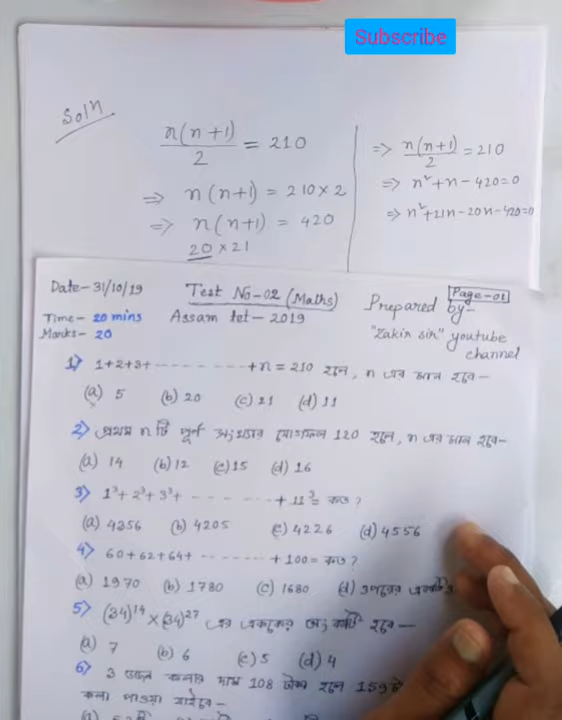 Subscribe
Soln
n(n+1)/2 = 210
=> n(n+1) = 210×2
=> n(n+1) = 420
20×21
=> n(n+1)/2 = 210
=> n²+n-420=0
=> n²+21n-20n-420=0
Date- 31/10/19 Test No-02 (Maths) Page-01
Time- 20 mins Assam tet- 2019 Prepared by-
Marks- 20 "Zakir sir" youtube channel
1) 1+2+3+ - - - - - - - - - +n = 210 হলে, n এর মান হবে—
(a) 5 (b) 20 (c) 21 (d) 11
2) প্রথম n টি পূর্ণ সংখ্যার যোগফল 120 হলে, n এর মান হবে-
(a) 14 (b) 12 (c) 15 (d) 16
3) 1³+2³+3³+ - - - - - - - + 11³= কত?
(a) 4356 (b) 4205 (c) 4226 (d) 4556
4) 60+62+64+ - - - - - - - +100= কত?
(a) 1970 (b) 1780 (c) 1680 (d) উপরের একটিও
5) (34)¹⁴ × (34)²⁷ এর এককের অংকটি হবে—
(a) 7 (b) 6 (c) 5 (d) 4
6) 3 ডজন কলার দাম 108 টাকা হলে 159
কলা পাওয়া যাইবে-